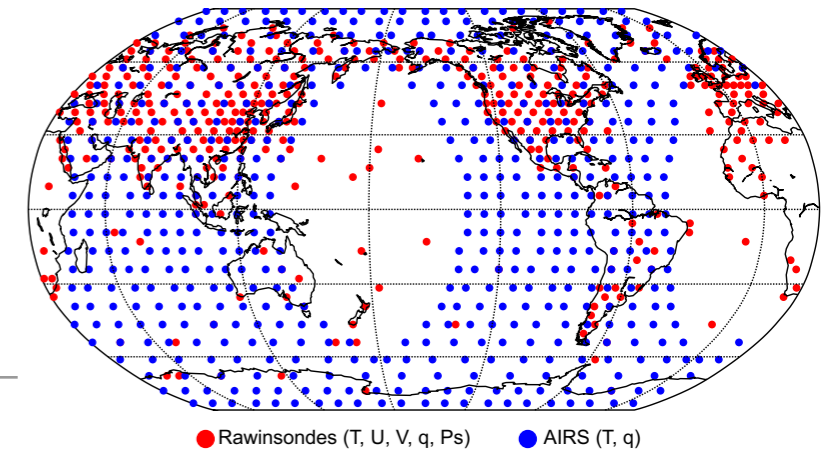 Rawinsondes (T, U, V, q, Ps) AIRS (T, q)